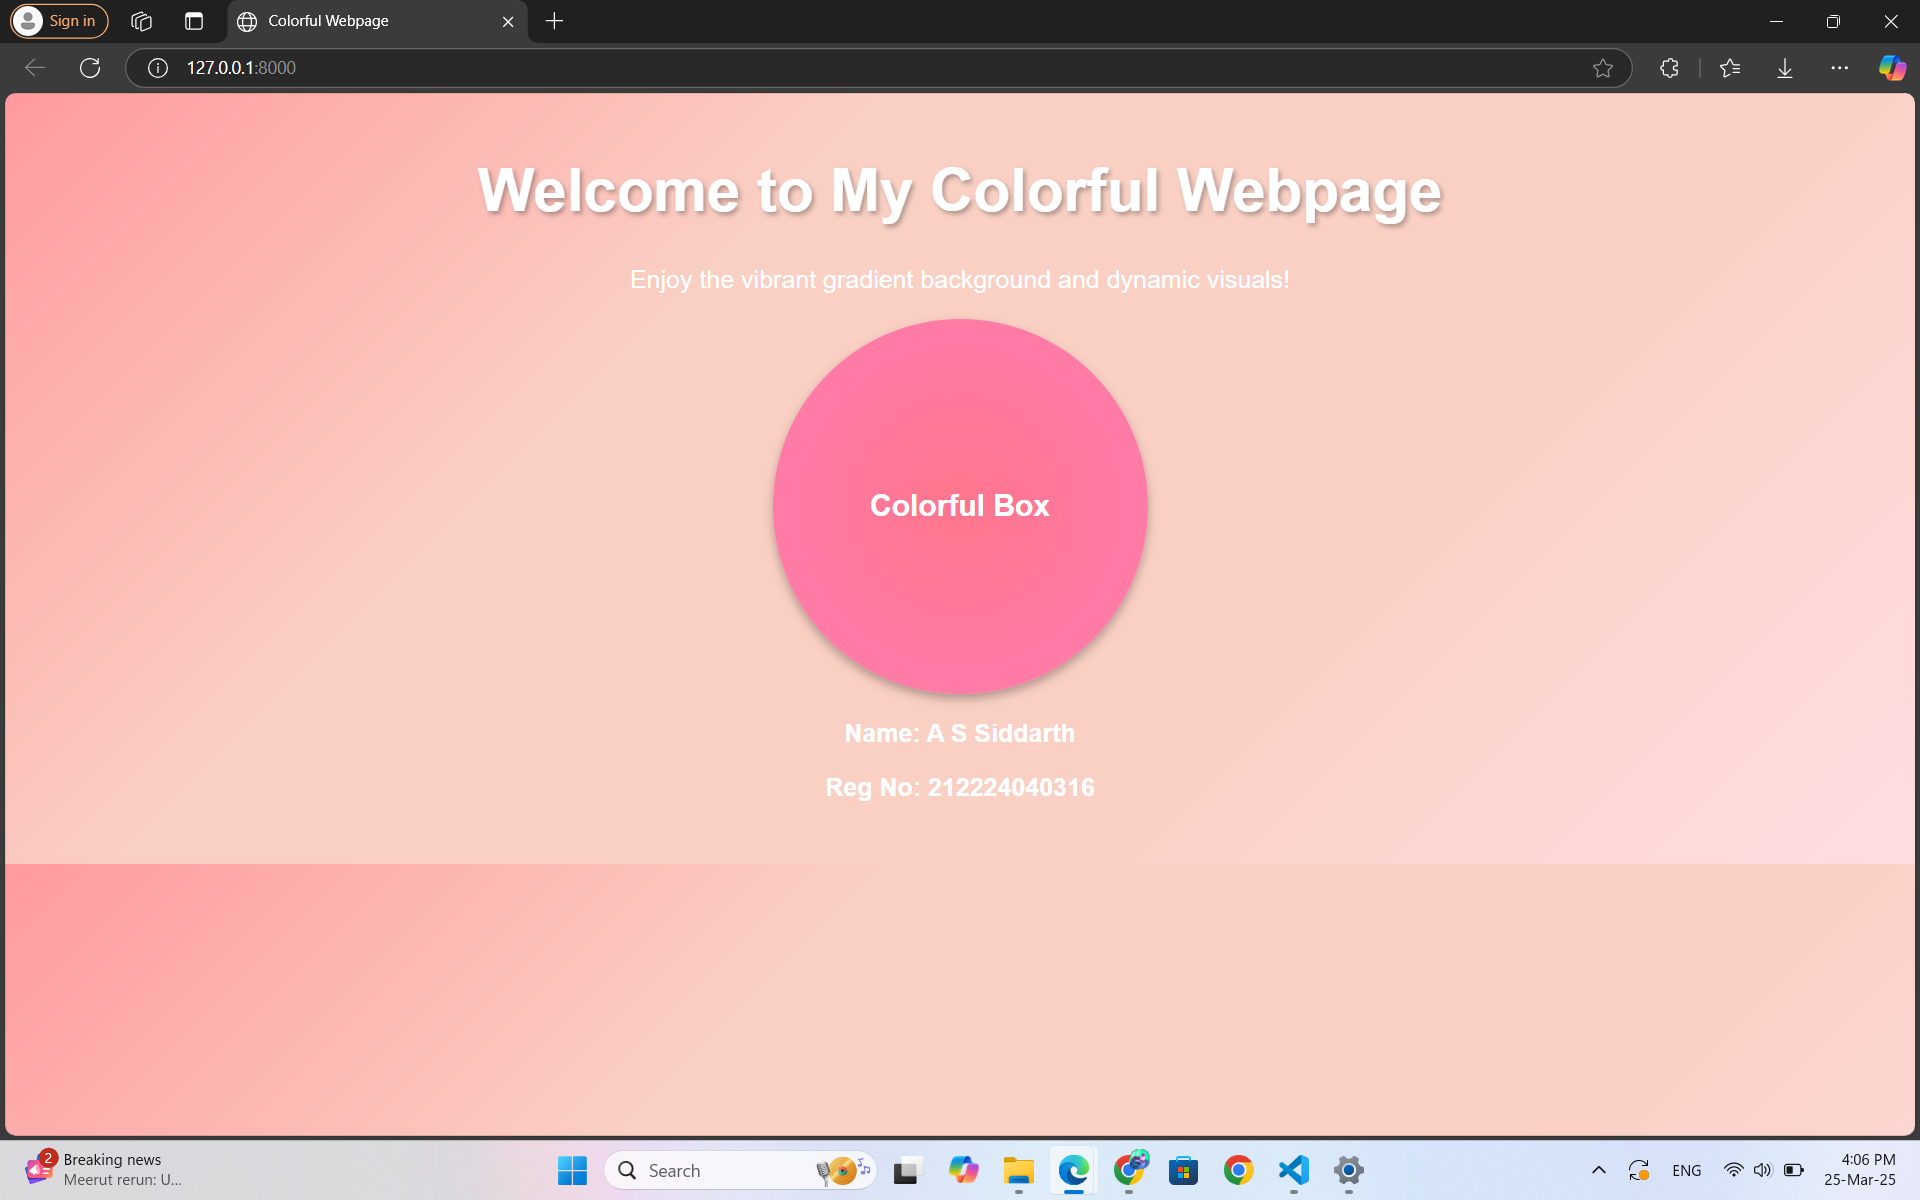 Sign in
Colorful Webpage
127.0.0.1:8000
Welcome to My Colorful Webpage
Enjoy the vibrant gradient background and dynamic visuals!
Colorful Box
Name: A S Siddarth
Reg No: 212224040316
2
Breaking news
Meerut rerun: U...
Search
ENG
4:06 PM
25-Mar-25